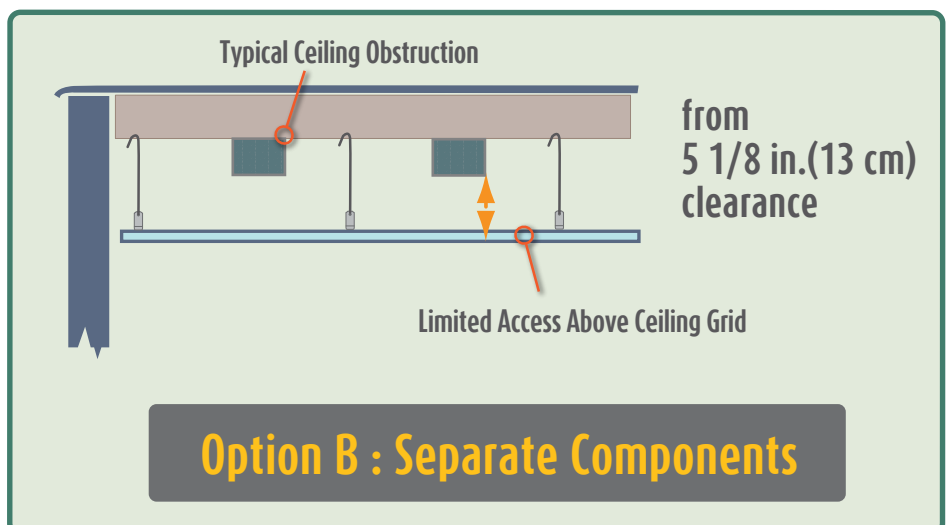 Typical Ceiling Obstruction
from
5 1/8 in.(13 cm)
clearance
Limited Access Above Ceiling Grid
Option B : Separate Components